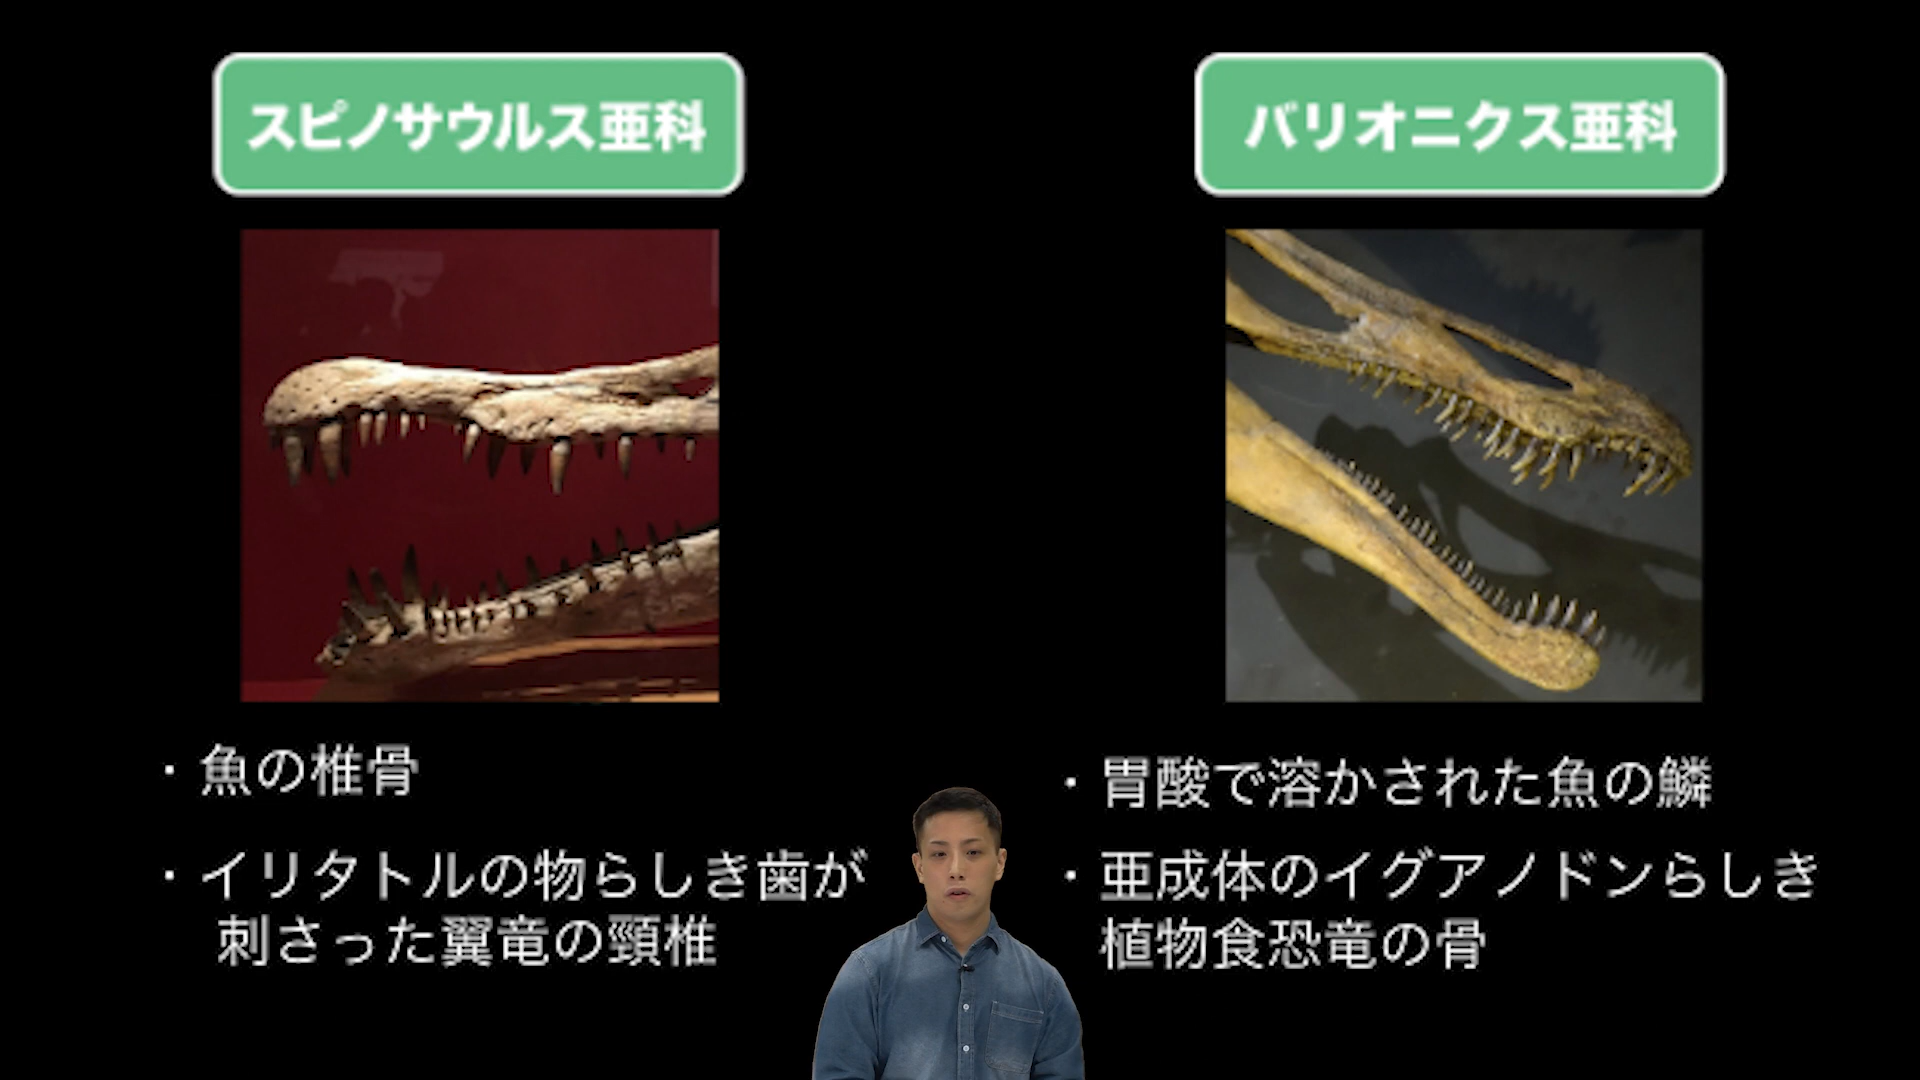 スピノサウルス亜科
バリオニクス亜科
・魚の椎骨
・イリタトルの物らしき歯が
刺さった翼竜の頸椎
・胃酸で溶かされた魚の鱗
・亜成体のイグアノドンらしき
植物食恐竜の骨